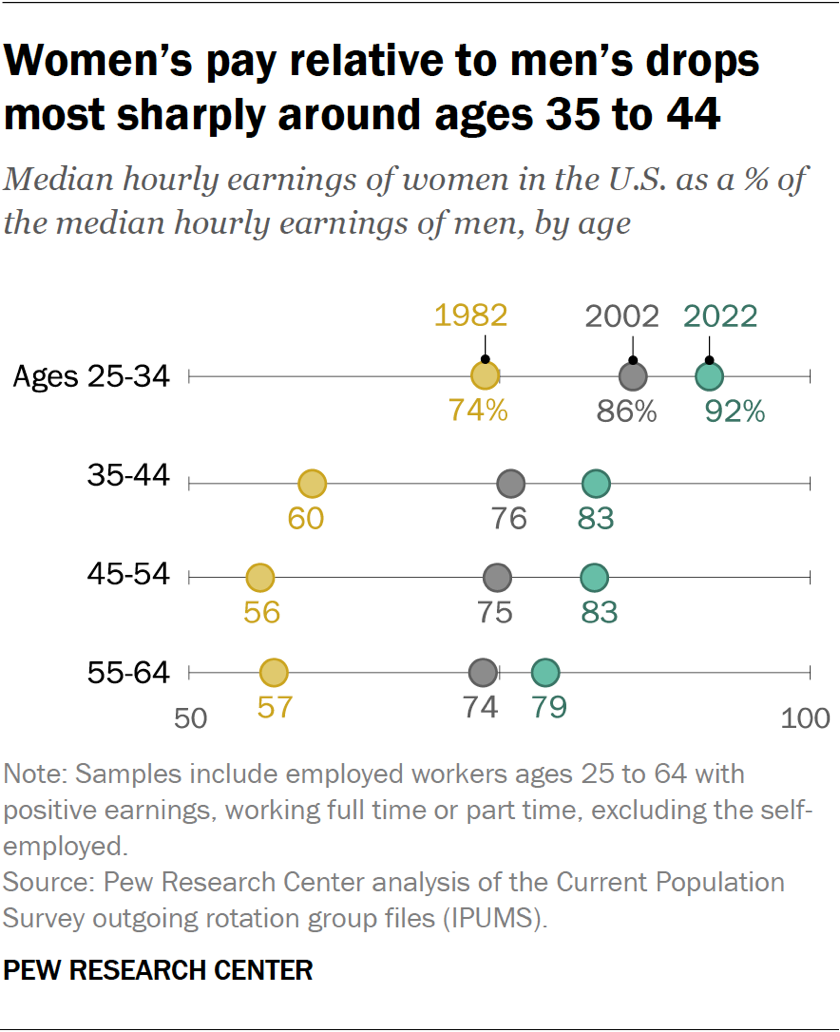 Women’s pay relative to men’s drops
most sharply around ages 35 to 44
Median hourly earnings of women in the U.S. as a % of
the median hourly earnings of men, by age
1982 2002 2022
Ages 25-34
74% 86% 92%
35-44
60 76 83
45-54
56 75 83
55-64
57 74 79
50 100
Note: Samples include employed workers ages 25 to 64 with
positive earnings, working full time or part time, excluding the self-
employed.
Source: Pew Research Center analysis of the Current Population
Survey outgoing rotation group files (IPUMS).
PEW RESEARCH CENTER